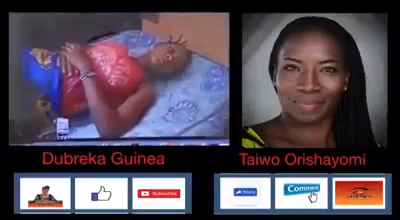 Dubreka Guinea
Taiwo Orishayomi
Subscribe
Share
Comment